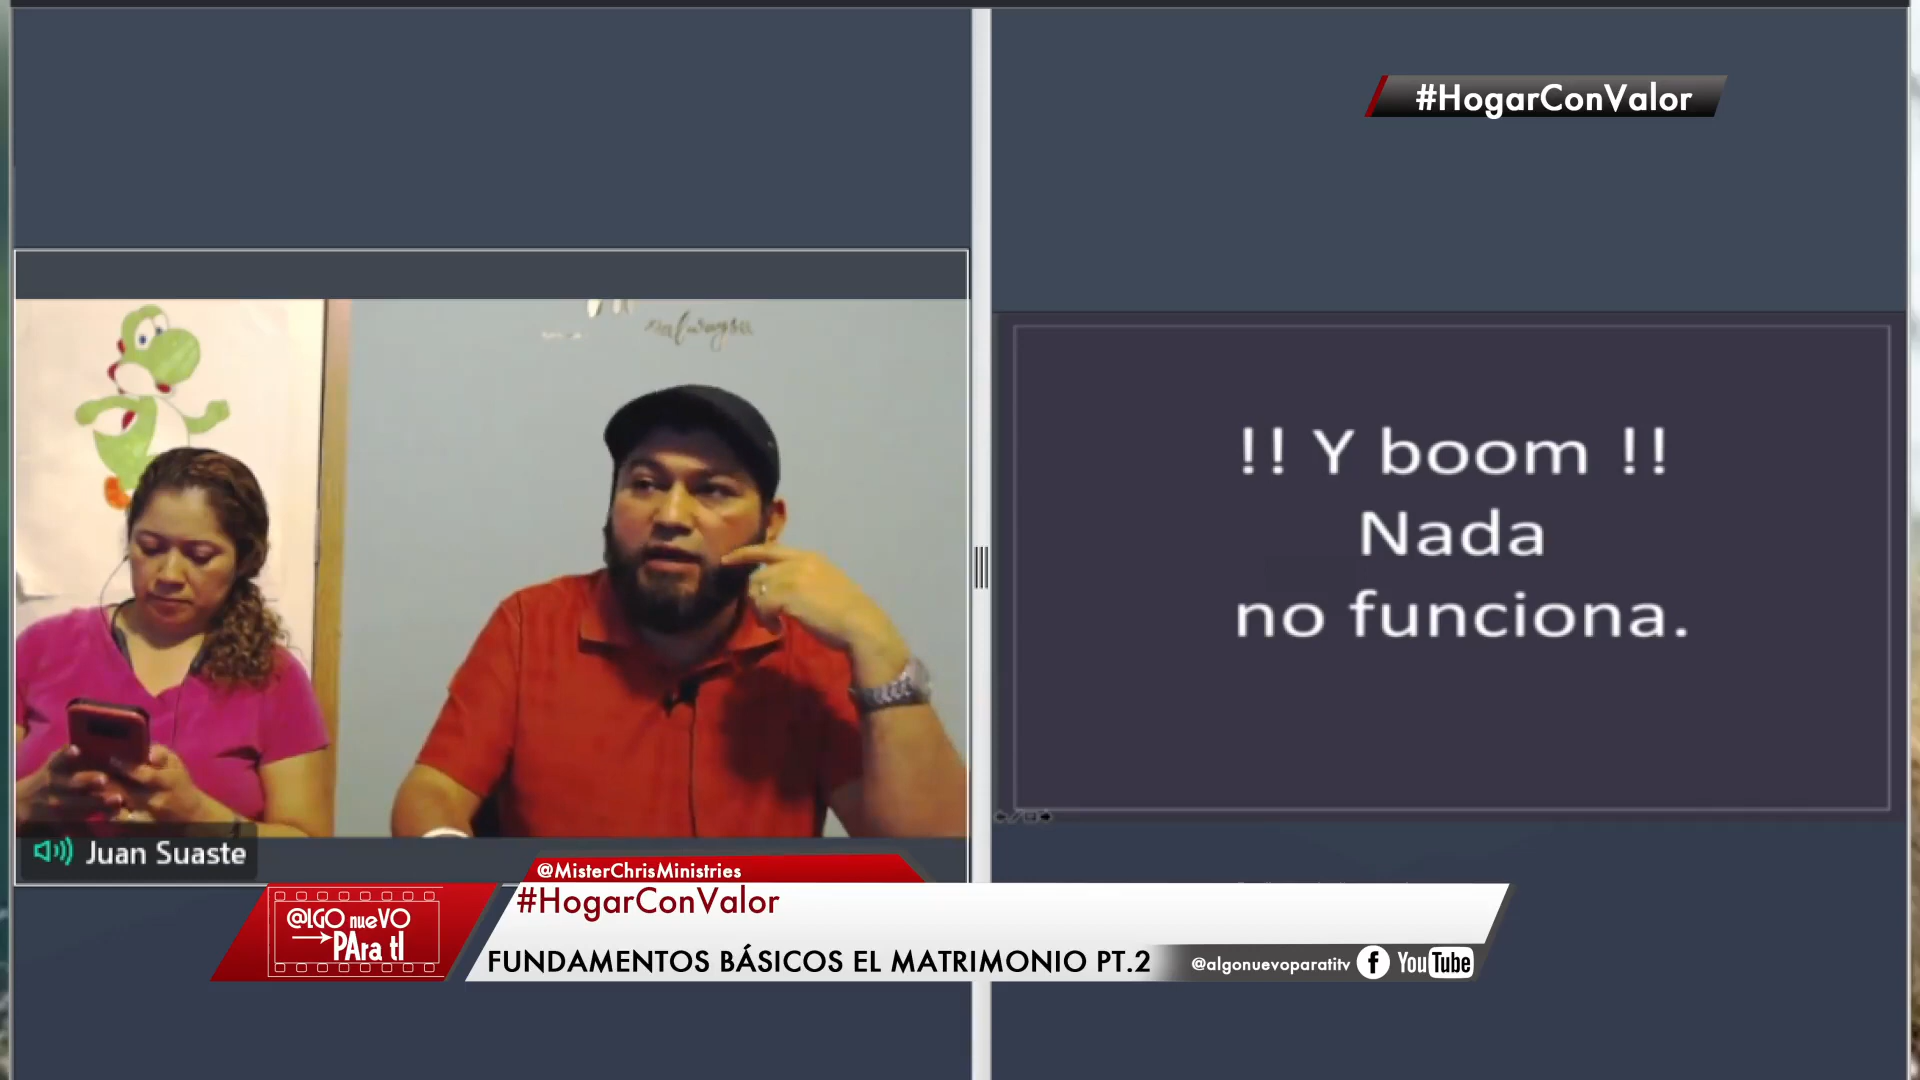 #HogarConValor
always
!! Y boom !!
Nada
no funciona.
Juan Suaste
@MisterChrisMinistries
#HogarConValor
@LGO nueVO
PAra tI
FUNDAMENTOS BÁSICOS EL MATRIMONIO PT.2
@algonuevoparatitv f YouTube